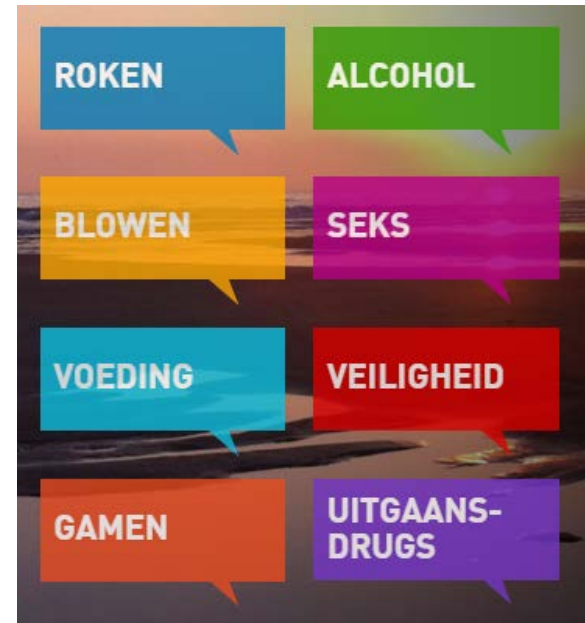 ROKEN
ALCOHOL
BLOWEN
SEKS
VOEDING
VEILIGHEID
GAMEN
UITGAANS-
DRUGS